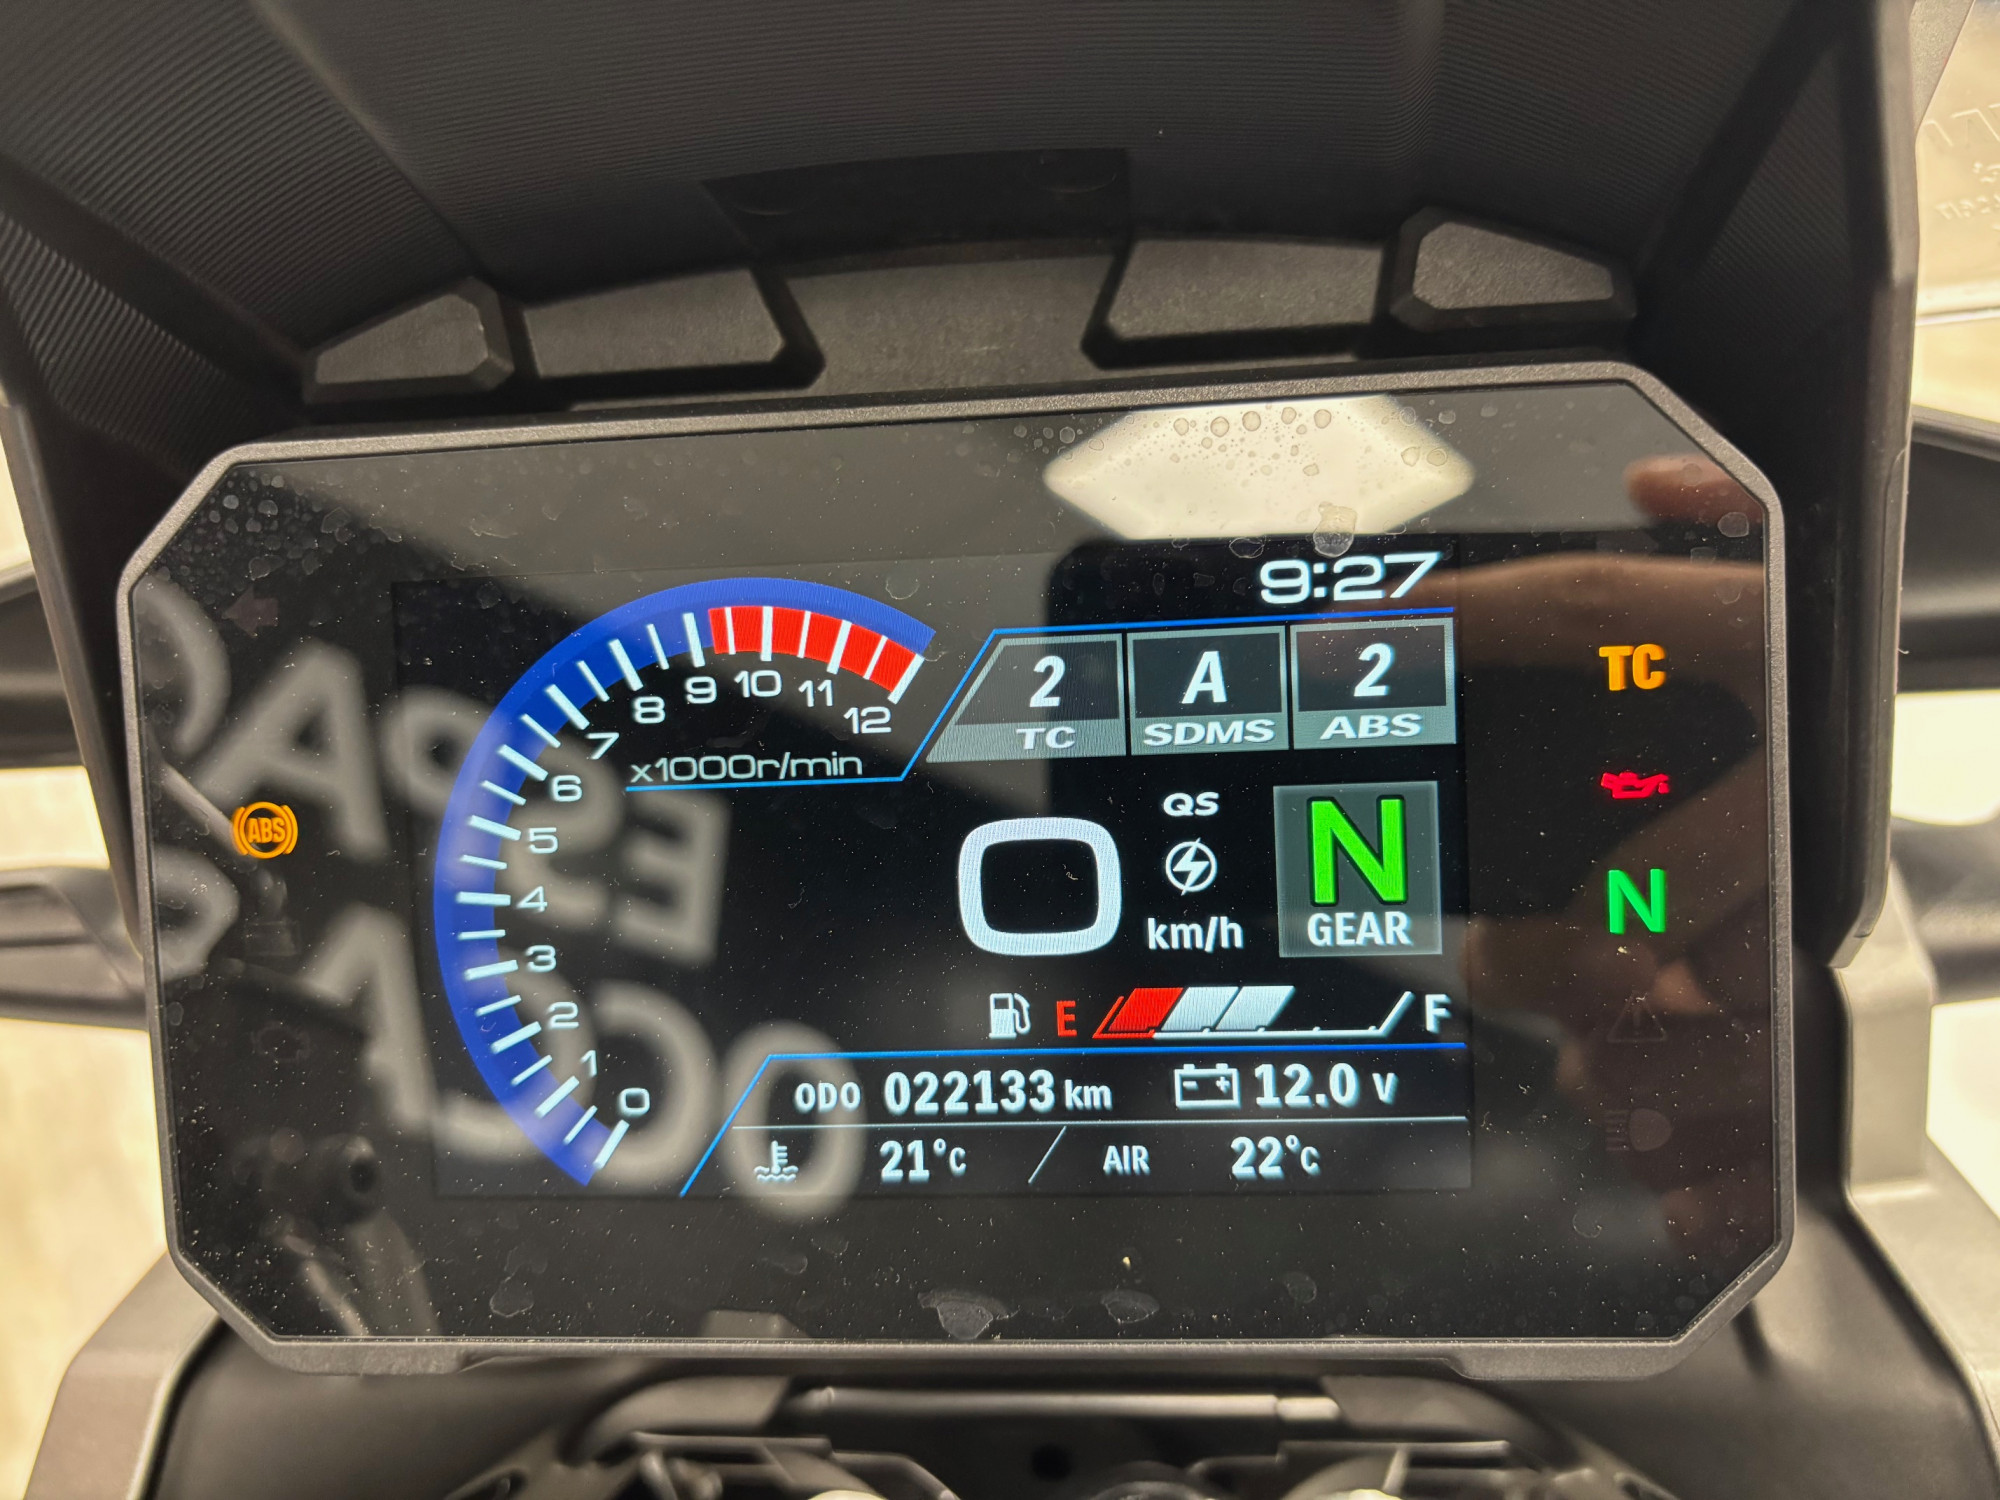 9:27
2 A 2
TC SDMS ABS
0 1 2 3 4 5 6 7 8 9 10 11 12
x1000r/min
TC
ABS
QS
0 km/h
N
GEAR
N
E F
ODO 022133 km 12.0 V
21°C / AIR 22°C